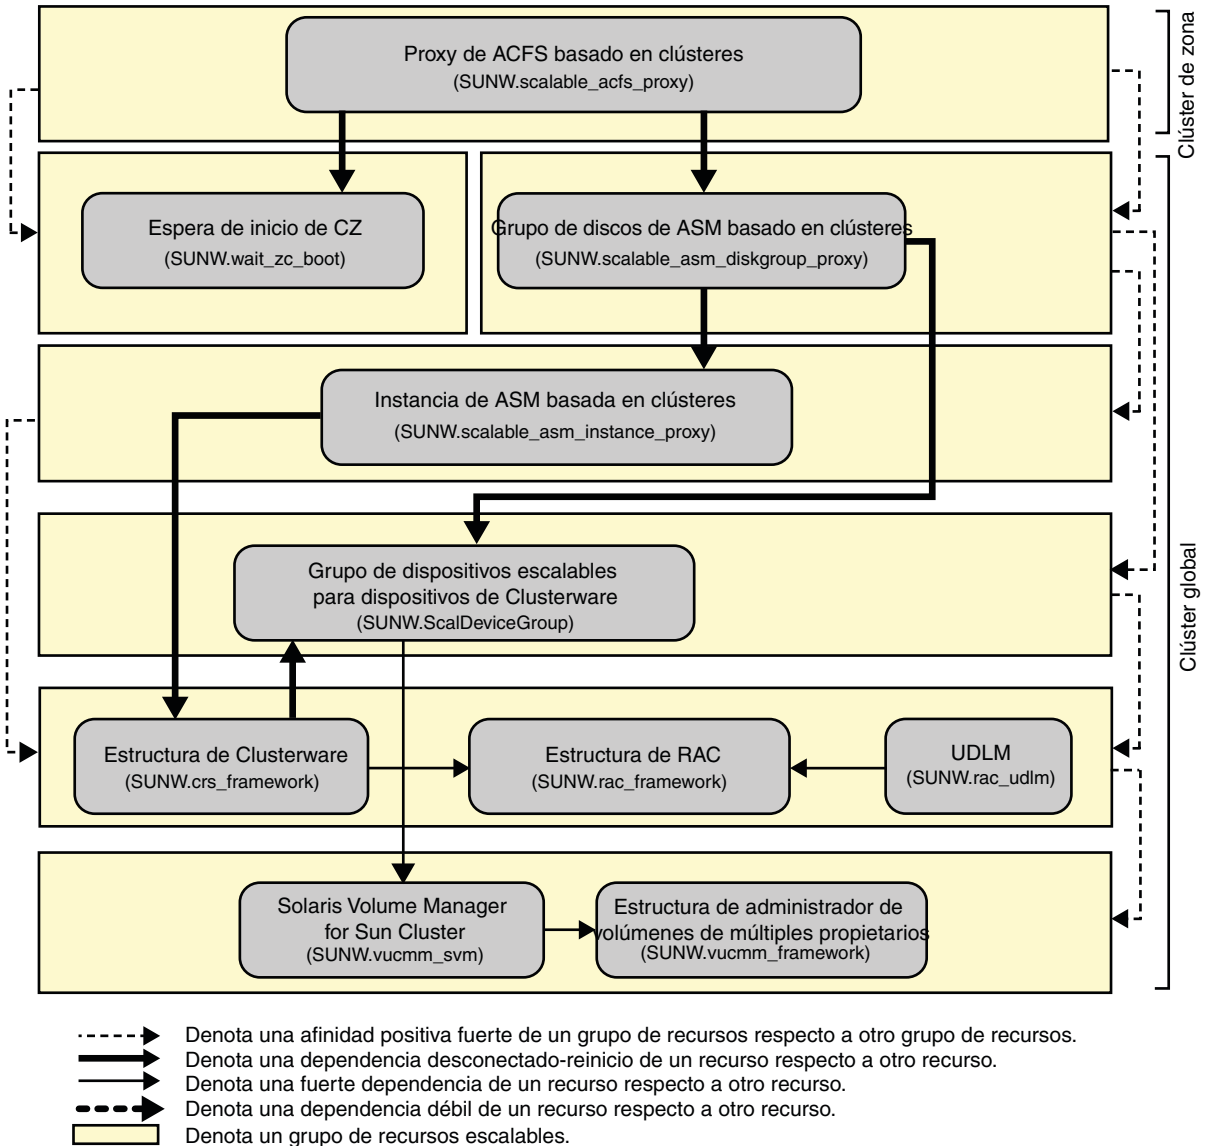 Proxy de ACFS basado en clústeres
(SUNW.scalable_acfs_proxy)
Clúster de zona
Espera de inicio de CZ
(SUNW.wait_zc_boot)
Grupo de discos de ASM basado en clústeres
(SUNW.scalable_asm_diskgroup_proxy)
Instancia de ASM basada en clústeres
(SUNW.scalable_asm_instance_proxy)
Grupo de dispositivos escalables
para dispositivos de Clusterware
(SUNW.ScalDeviceGroup)
Clúster global
Estructura de Clusterware
(SUNW.crs_framework)
Estructura de RAC
(SUNW.rac_framework)
UDLM
(SUNW.rac_udlm)
Solaris Volume Manager
for Sun Cluster
(SUNW.vucmm_svm)
Estructura de administrador de
volúmenes de múltiples propietarios
(SUNW.vucmm_framework)
Denota una afinidad positiva fuerte de un grupo de recursos respecto a otro grupo de recursos.
Denota una dependencia desconectado-reinicio de un recurso respecto a otro recurso.
Denota una fuerte dependencia de un recurso respecto a otro recurso.
Denota una dependencia débil de un recurso respecto a otro recurso.
Denota un grupo de recursos escalables.